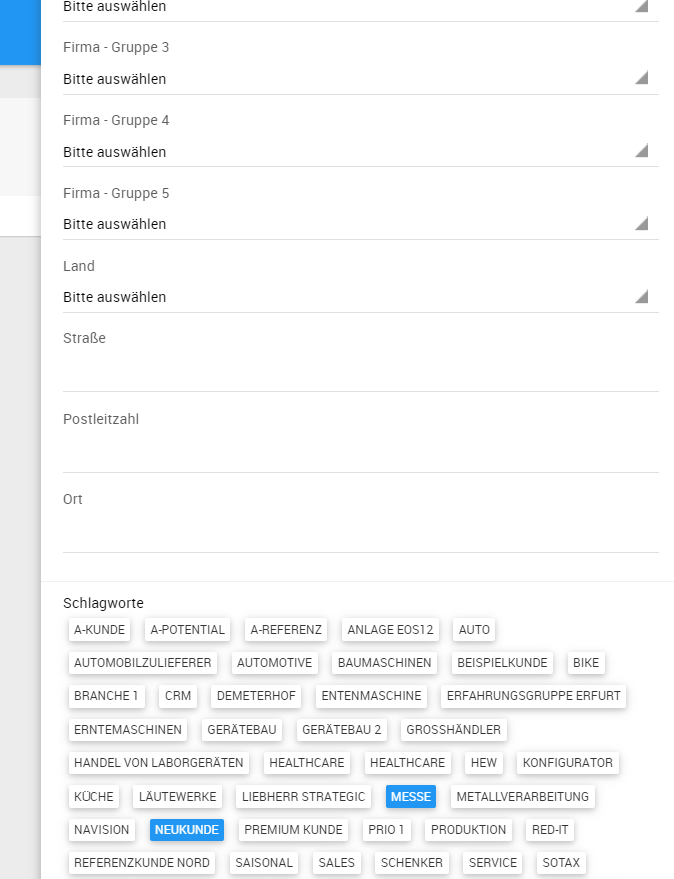 Bitte auswählen
Firma - Gruppe 3
Bitte auswählen
Firma - Gruppe 4
Bitte auswählen
Firma - Gruppe 5
Bitte auswählen
Land
Bitte auswählen
Straße
Postleitzahl
Ort
Schlagworte
A-KUNDE A-POTENTIAL A-REFERENZ ANLAGE EOS12 AUTO
AUTOMOBILZULIEFERER AUTOMOTIVE BAUMASCHINEN BEISPIELKUNDE BIKE
BRANCHE 1 CRM DEMETERHOF ENTENMASCHINE ERFAHRUNGSGRUPPE ERFURT
ERNTEMASCHINEN GERÄTEBAU GERÄTEBAU 2 GROSSHÄNDLER
HANDEL VON LABORGERÄTEN HEALTHCARE HEALTHCARE HEW KONFIGURATOR
KÜCHE LÄUTEWERKE LIEBHERR STRATEGIC MESSE METALLVERARBEITUNG
NAVISION NEUKUNDE PREMIUM KUNDE PRIO 1 PRODUKTION RED-IT
REFERENZKUNDE NORD SAISONAL SALES SCHENKER SERVICE SOTAX